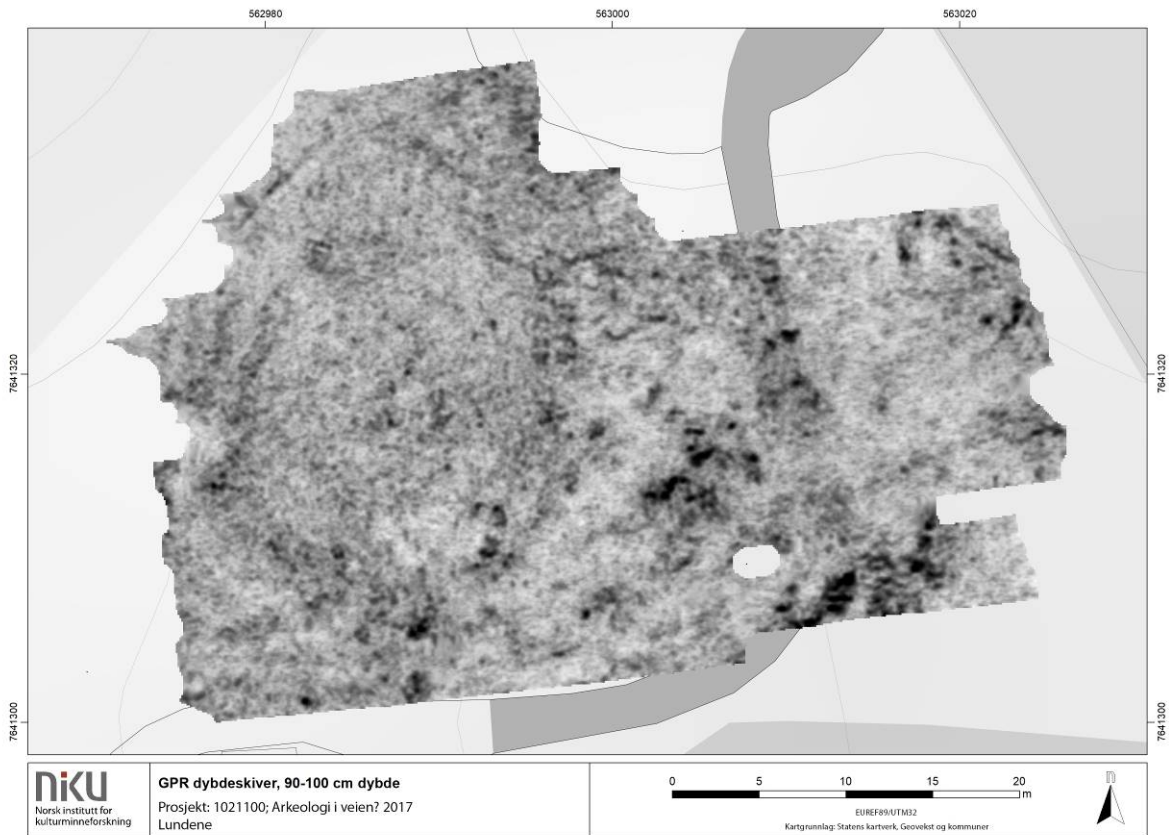 562980
563000
563020
7641320
7641320
7641300
7641300
niku
Norsk institutt for
kulturminneforskning
GPR dybdeskiver, 90-100 cm dybde
Prosjekt: 1021100; Arkeologi i veien? 2017
Lundene
0
5
10
15
20
m
EUREF89/UTM32
Kartgrunnlag: Statens kartverk, Geovekst og kommuner
n